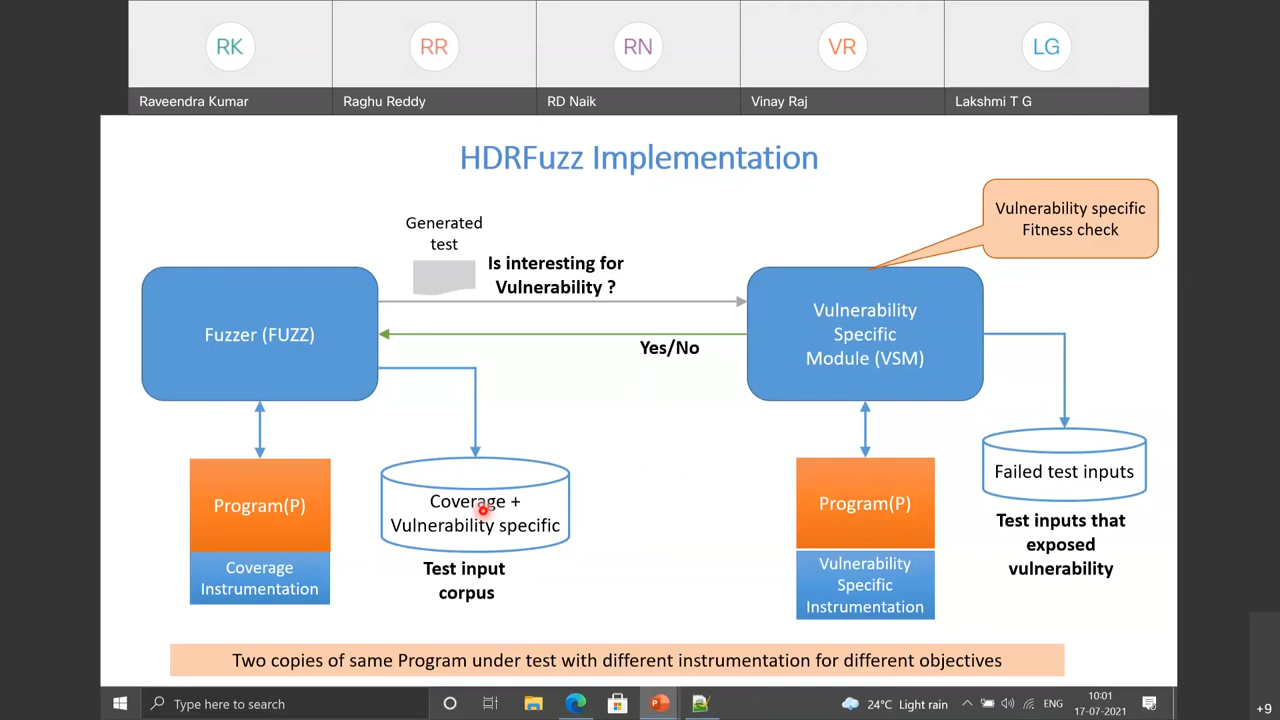 RK
RR
RN
VR
LG
Raveendra Kumar
Raghu Reddy
RD Naik
Vinay Raj
Lakshmi T G
HDRFuzz Implementation
Vulnerability specific
Fitness check
Generated
test
Is interesting for
Vulnerability ?
Fuzzer (FUZZ)
Yes/No
Vulnerability
Specific
Module (VSM)
Program(P)
Coverage
Instrumentation
Coverage +
Vulnerability specific
Test input
corpus
Program(P)
Vulnerability
Specific
Instrumentation
Failed test inputs
Test inputs that
exposed
vulnerability
Two copies of same Program under test with different instrumentation for different objectives
Type here to search
24°C Light rain
ENG
10:01
17-07-2021
+9